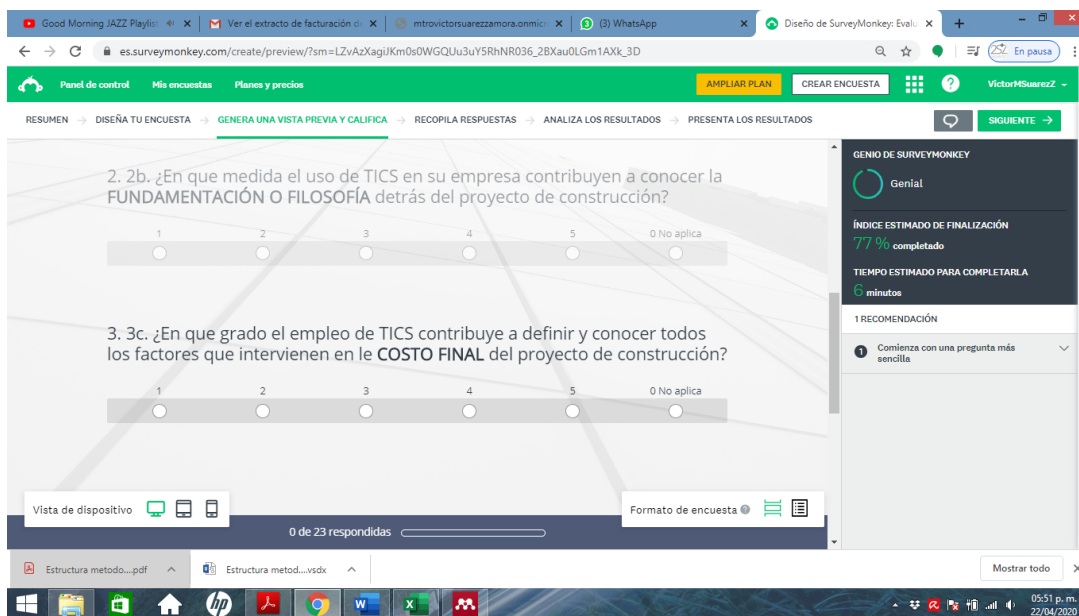 Good Morning JAZZ Playlist
Ver el extracto de facturación d
mtrovictorsuarezzamora.onmicr
(3) WhatsApp
Diseño de SurveyMonkey: Evalu
es.surveymonkey.com/create/preview/?sm=LZvAzXagiJKm0s0WGQUu3uY5RhNR036_2BXau0LGm1AXk_3D
En pausa
Panel de control Mis encuestas Planes y precios AMPLIAR PLAN CREAR ENCUESTA ? VictorMSuarezZ
RESUMEN → DISEÑA TU ENCUESTA → GENERA UNA VISTA PREVIA Y CALIFICA → RECOPILA RESPUESTAS → ANALIZA LOS RESULTADOS → PRESENTA LOS RESULTADOS
SIGUIENTE →
2. 2b. ¿En que medida el uso de TICS en su empresa contribuyen a conocer la
FUNDAMENTACIÓN O FILOSOFÍA detrás del proyecto de construcción?
1 2 3 4 5 0 No aplica
3. 3c. ¿En que grado el empleo de TICS contribuye a definir y conocer todos
los factores que intervienen en le COSTO FINAL del proyecto de construcción?
1 2 3 4 5 0 No aplica
GENIO DE SURVEYMONKEY
Genial
ÍNDICE ESTIMADO DE FINALIZACIÓN
77 % completado
TIEMPO ESTIMADO PARA COMPLETARLA
6 minutos
1 RECOMENDACIÓN
1 Comienza con una pregunta más
sencilla
Vista de dispositivo
Formato de encuesta ?
0 de 23 respondidas
Estructura metodo....pdf
Estructura metod....vsdx
Mostrar todo
hp
05:51 p. m.
22/04/2020